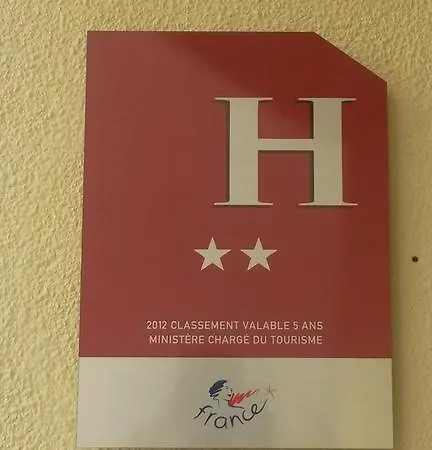 H
2012 CLASSEMENT VALABLE 5 ANS
MINISTÈRE CHARGÉ DU TOURISME
france